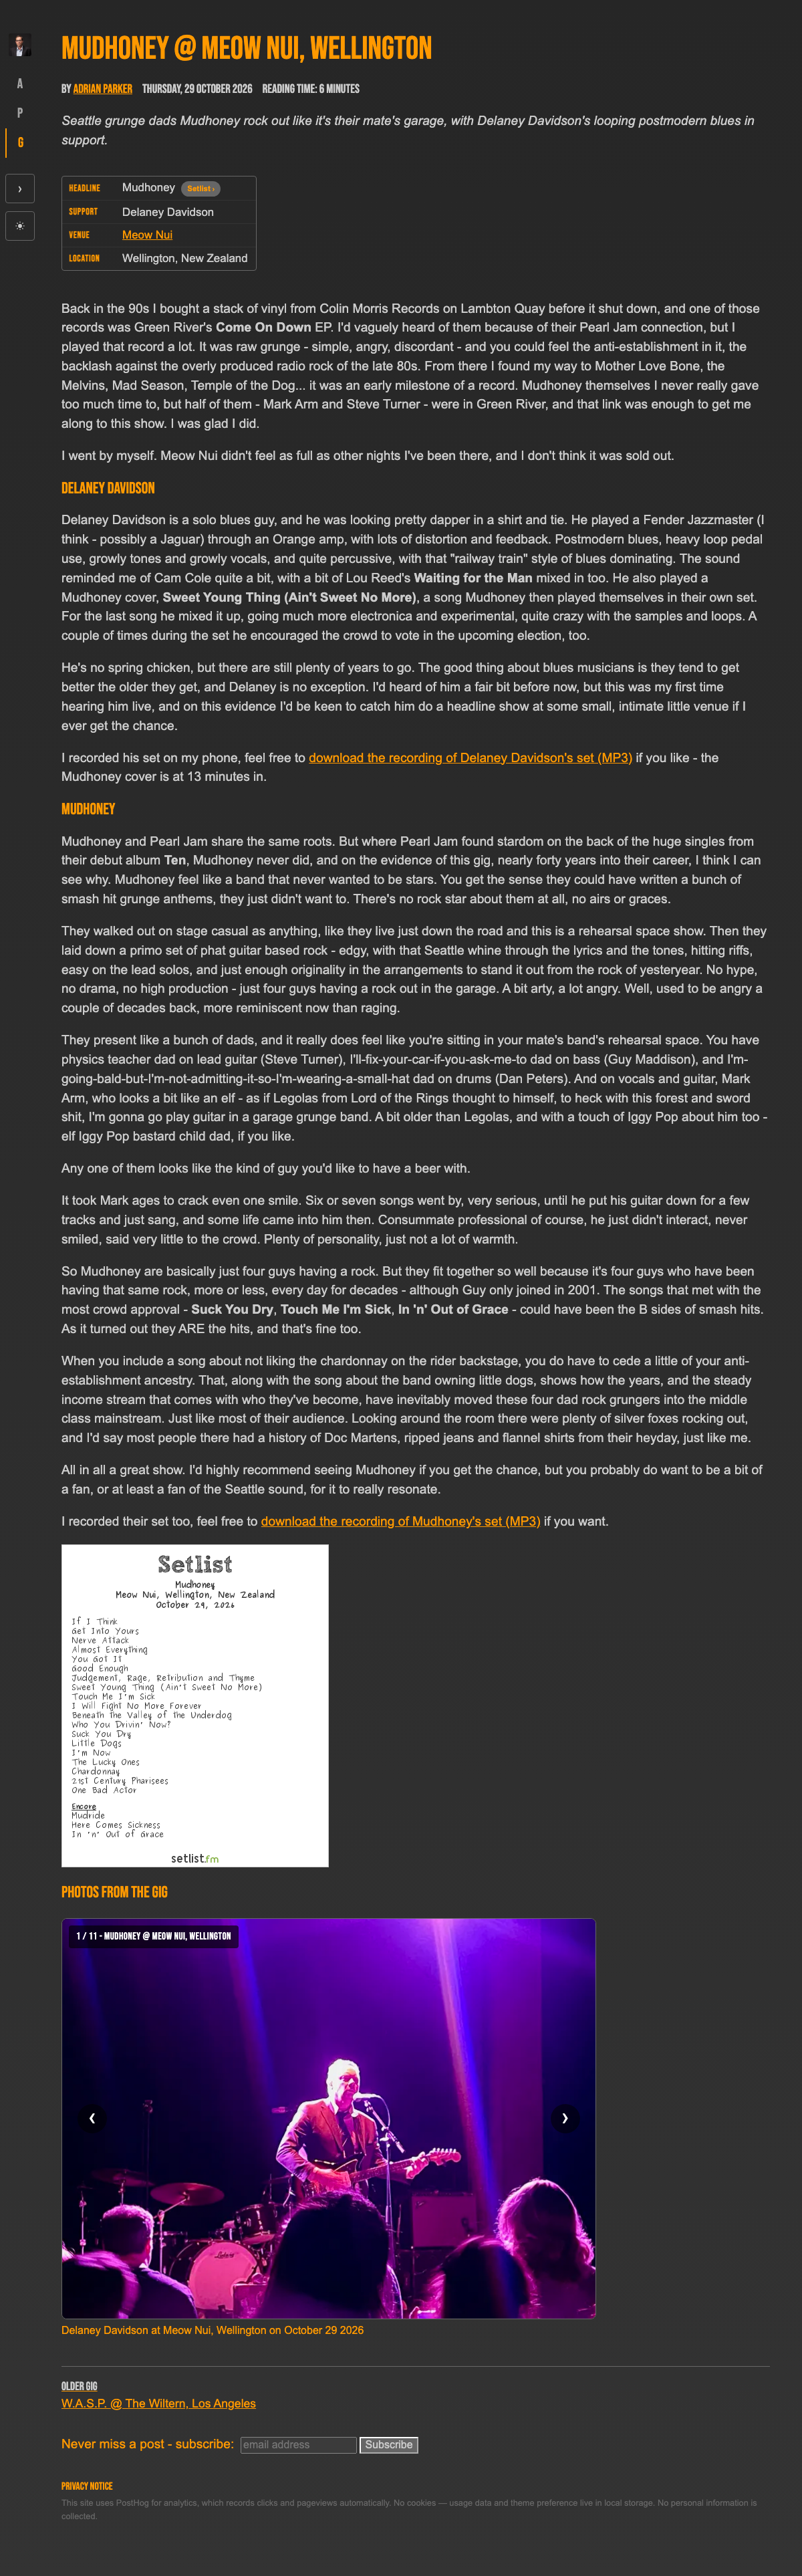 MUDHONEY @ MEOW NUI, WELLINGTON
BY ADRIAN PARKER THURSDAY, 29 OCTOBER 2026 READING TIME: 6 MINUTES
Seattle grunge dads Mudhoney rock out like it's their mate's garage, with Delaney Davidson's looping postmodern blues in
support.
A
P
G
›
HEADLINE Mudhoney Setlist ›
SUPPORT Delaney Davidson
VENUE Meow Nui
LOCATION Wellington, New Zealand
Back in the 90s I bought a stack of vinyl from Colin Morris Records on Lambton Quay before it shut down, and one of those
records was Green River's Come On Down EP. I'd vaguely heard of them because of their Pearl Jam connection, but I
played that record a lot. It was raw grunge - simple, angry, discordant - and you could feel the anti-establishment in it, the
backlash against the overly produced radio rock of the late 80s. From there I found my way to Mother Love Bone, the
Melvins, Mad Season, Temple of the Dog... it was an early milestone of a record. Mudhoney themselves I never really gave
too much time to, but half of them - Mark Arm and Steve Turner - were in Green River, and that link was enough to get me
along to this show. I was glad I did.
I went by myself. Meow Nui didn't feel as full as other nights I've been there, and I don't think it was sold out.
DELANEY DAVIDSON
Delaney Davidson is a solo blues guy, and he was looking pretty dapper in a shirt and tie. He played a Fender Jazzmaster (I
think - possibly a Jaguar) through an Orange amp, with lots of distortion and feedback. Postmodern blues, heavy loop pedal
use, growly tones and growly vocals, and quite percussive, with that "railway train" style of blues dominating. The sound
reminded me of Cam Cole quite a bit, with a bit of Lou Reed's Waiting for the Man mixed in too. He also played a
Mudhoney cover, Sweet Young Thing (Ain't Sweet No More), a song Mudhoney then played themselves in their own set.
For the last song he mixed it up, going much more electronica and experimental, quite crazy with the samples and loops. A
couple of times during the set he encouraged the crowd to vote in the upcoming election, too.
He's no spring chicken, but there are still plenty of years to go. The good thing about blues musicians is they tend to get
better the older they get, and Delaney is no exception. I'd heard of him a fair bit before now, but this was my first time
hearing him live, and on this evidence I'd be keen to catch him do a headline show at some small, intimate little venue if I
ever get the chance.
I recorded his set on my phone, feel free to download the recording of Delaney Davidson's set (MP3) if you like - the
Mudhoney cover is at 13 minutes in.
MUDHONEY
Mudhoney and Pearl Jam share the same roots. But where Pearl Jam found stardom on the back of the huge singles from
their debut album Ten, Mudhoney never did, and on the evidence of this gig, nearly forty years into their career, I think I can
see why. Mudhoney feel like a band that never wanted to be stars. You get the sense they could have written a bunch of
smash hit grunge anthems, they just didn't want to. There's no rock star about them at all, no airs or graces.
They walked out on stage casual as anything, like they live just down the road and this is a rehearsal space show. Then they
laid down a primo set of phat guitar based rock - edgy, with that Seattle whine through the lyrics and the tones, hitting riffs,
easy on the lead solos, and just enough originality in the arrangements to stand it out from the rock of yesteryear. No hype,
no drama, no high production - just four guys having a rock out in the garage. A bit arty, a lot angry. Well, used to be angry a
couple of decades back, more reminiscent now than raging.
They present like a bunch of dads, and it really does feel like you're sitting in your mate's band's rehearsal space. You have
physics teacher dad on lead guitar (Steve Turner), I'll-fix-your-car-if-you-ask-me-to dad on bass (Guy Maddison), and I'm-
going-bald-but-I'm-not-admitting-it-so-I'm-wearing-a-small-hat dad on drums (Dan Peters). And on vocals and guitar, Mark
Arm, who looks a bit like an elf - as if Legolas from Lord of the Rings thought to himself, to heck with this forest and sword
shit, I'm gonna go play guitar in a garage grunge band. A bit older than Legolas, and with a touch of Iggy Pop about him too -
elf Iggy Pop bastard child dad, if you like.
Any one of them looks like the kind of guy you'd like to have a beer with.
It took Mark ages to crack even one smile. Six or seven songs went by, very serious, until he put his guitar down for a few
tracks and just sang, and some life came into him then. Consummate professional of course, he just didn't interact, never
smiled, said very little to the crowd. Plenty of personality, just not a lot of warmth.
So Mudhoney are basically just four guys having a rock. But they fit together so well because it's four guys who have been
having that same rock, more or less, every day for decades - although Guy only joined in 2001. The songs that met with the
most crowd approval - Suck You Dry, Touch Me I'm Sick, In 'n' Out of Grace - could have been the B sides of smash hits.
As it turned out they ARE the hits, and that's fine too.
When you include a song about not liking the chardonnay on the rider backstage, you do have to cede a little of your anti-
establishment ancestry. That, along with the song about the band owning little dogs, shows how the years, and the steady
income stream that comes with who they've become, have inevitably moved these four dad rock grungers into the middle
class mainstream. Just like most of their audience. Looking around the room there were plenty of silver foxes rocking out,
and I'd say most people there had a history of Doc Martens, ripped jeans and flannel shirts from their heyday, just like me.
All in all a great show. I'd highly recommend seeing Mudhoney if you get the chance, but you probably do want to be a bit of
a fan, or at least a fan of the Seattle sound, for it to really resonate.
I recorded their set too, feel free to download the recording of Mudhoney's set (MP3) if you want.
Setlist
Mudhoney
Meow Nui, Wellington, New Zealand
October 29, 2026
If I Think
Get Into Yours
Nerve Attack
Almost Everything
You Got It
Good Enough
Judgement, Rage, Retribution and Thyme
Sweet Young Thing (Ain't Sweet No More)
Touch Me I'm Sick
I Will Fight No More Forever
Beneath the Valley of the Underdog
Who You Drivin' Now?
Suck You Dry
Little Dogs
I'm Now
The Lucky Ones
Chardonnay
21st Century Pharisees
One Bad Actor
Encore
Mudride
Here Comes Sickness
In 'n' Out of Grace
setlist.fm
PHOTOS FROM THE GIG
1 / 11 - MUDHONEY @ MEOW NUI, WELLINGTON
❮ ❯
Delaney Davidson at Meow Nui, Wellington on October 29 2026
OLDER GIG
W.A.S.P. @ The Wiltern, Los Angeles
Never miss a post - subscribe: email address Subscribe
PRIVACY NOTICE
This site uses PostHog for analytics, which records clicks and pageviews automatically. No cookies — usage data and theme preference live in local storage. No personal information is
collected.